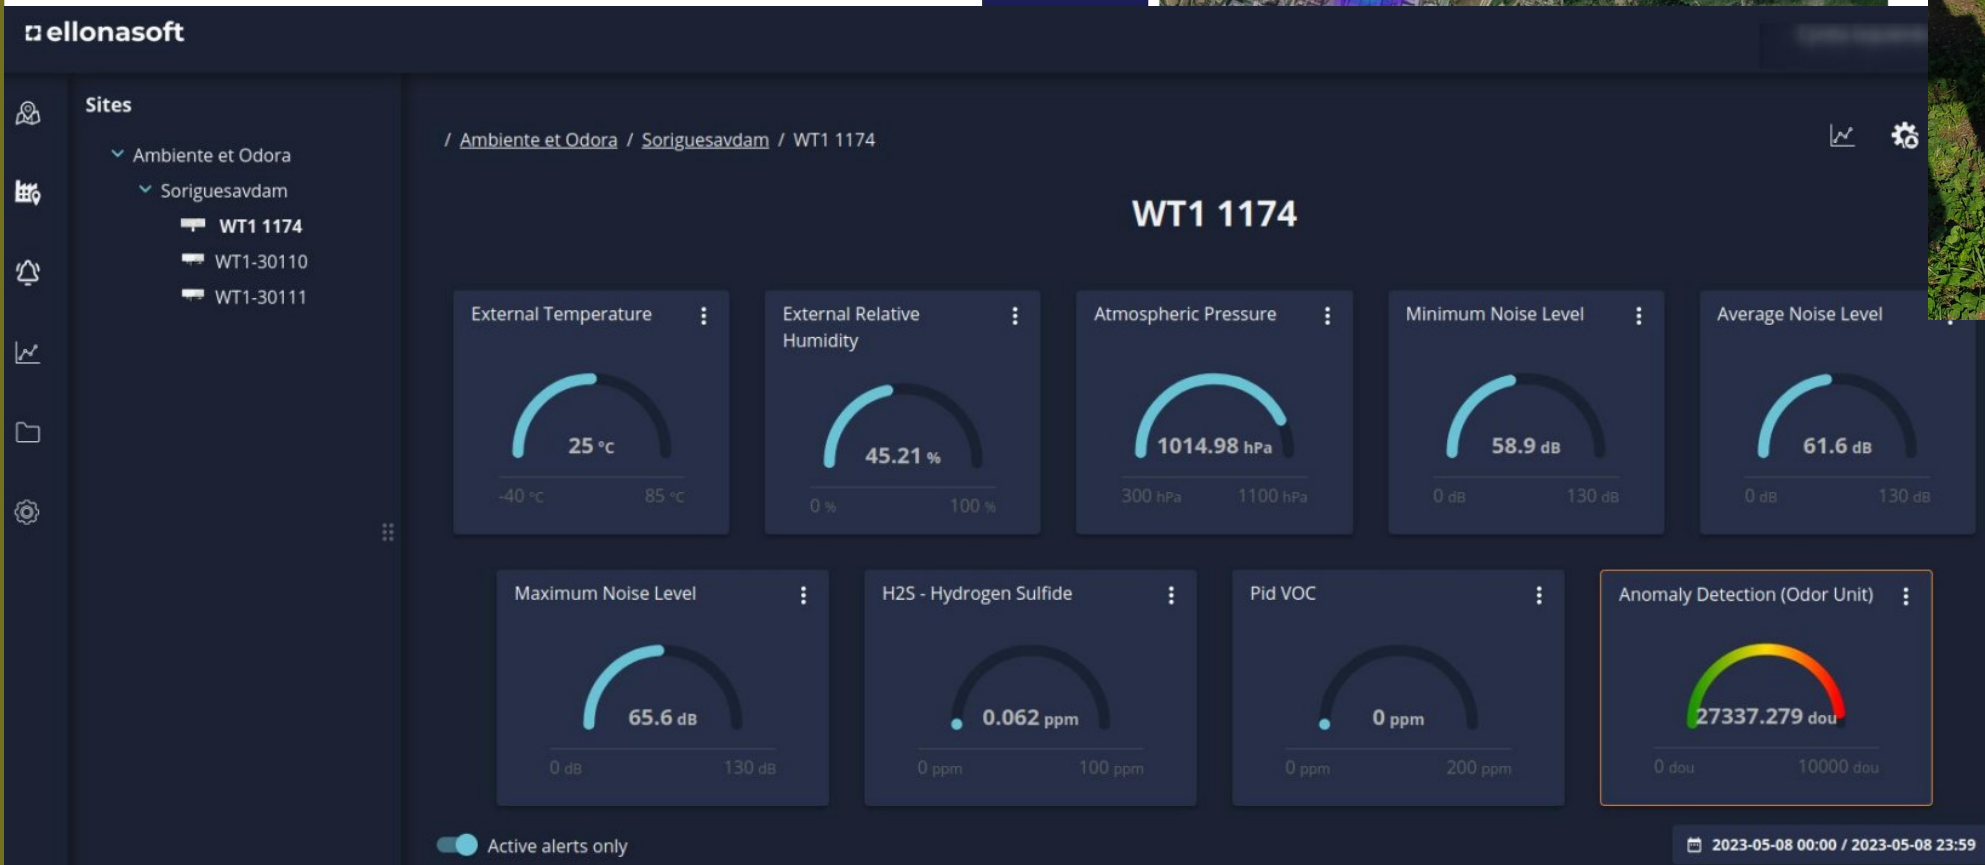 ellonasoft
Sites
Ambiente et Odora
Soriguesavdam
WT1 1174
WT1-30110
WT1-30111
/ Ambiente et Odora / Soriguesavdam / WT1 1174
WT1 1174
External Temperature
25 °C
-40 °C 85 °C
External Relative
Humidity
45.21 %
0 % 100 %
Atmospheric Pressure
1014.98 hPa
300 hPa 1100 hPa
Minimum Noise Level
58.9 dB
0 dB 130 dB
Average Noise Level
61.6 dB
0 dB 130 dB
Maximum Noise Level
65.6 dB
0 dB 130 dB
H2S - Hydrogen Sulfide
0.062 ppm
0 ppm 100 ppm
Pid VOC
0 ppm
0 ppm 200 ppm
Anomaly Detection (Odor Unit)
27337.279 dou
0 dou 10000 dou
Active alerts only
2023-05-08 00:00 / 2023-05-08 23:59